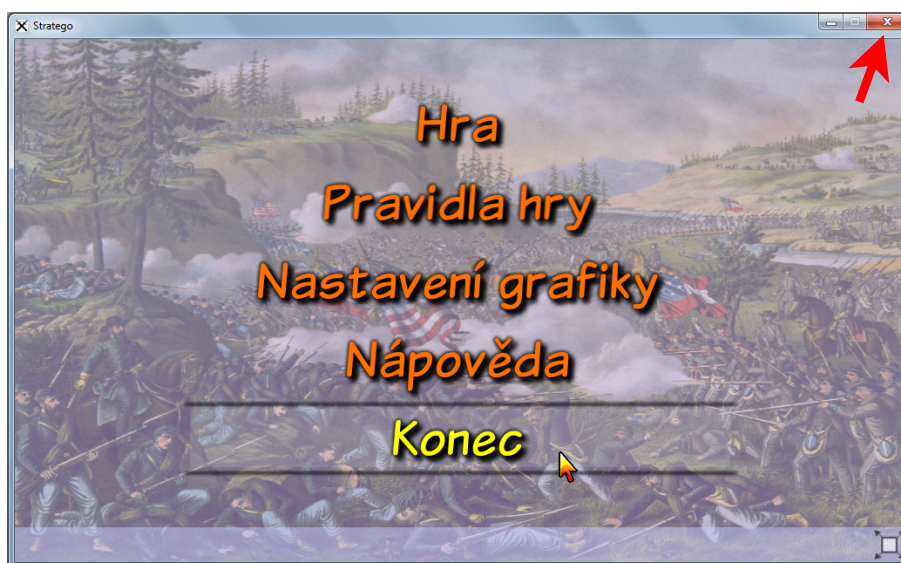 Stratego
Hra
Pravidla hry
Nastavení grafiky
Nápověda
Konec